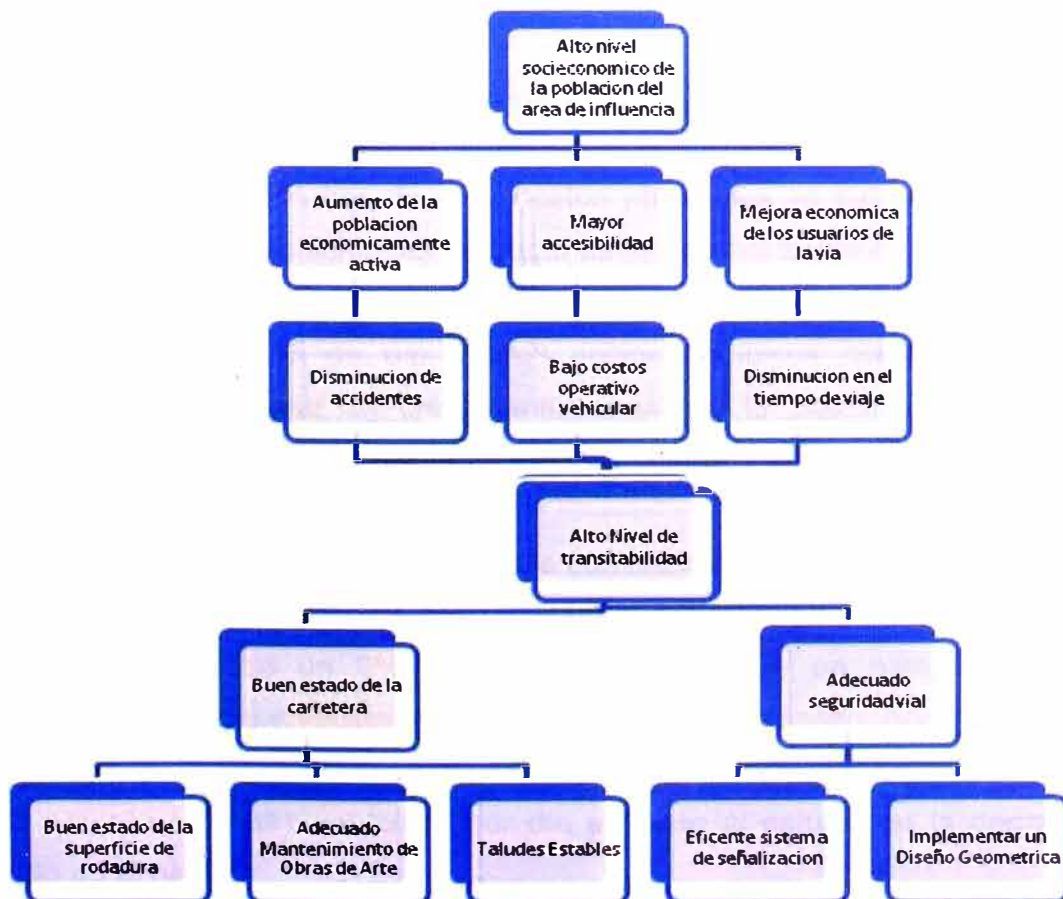 Alto nivel
socieconomico de
la poblacion del
area de influencia
Aumento de la
poblacion
economicamente
activa
Mayor
accesibilidad
Mejora economica
de los usuarios de
la via
Disminucion de
accidentes
Bajo costos
operativo
vehicular
Disminucion en el
tiempo de viaje
Alto Nivel de
transitabilidad
Buen estado de la
carretera
Adecuado
seguridad vial
Buen estado de la
superficie de
rodadura
Adecuado
Mantenimiento de
Obras de Arte
Taludes Estables
Eficente sistema
de señalizacion
Implementar un
Diseño Geometrica